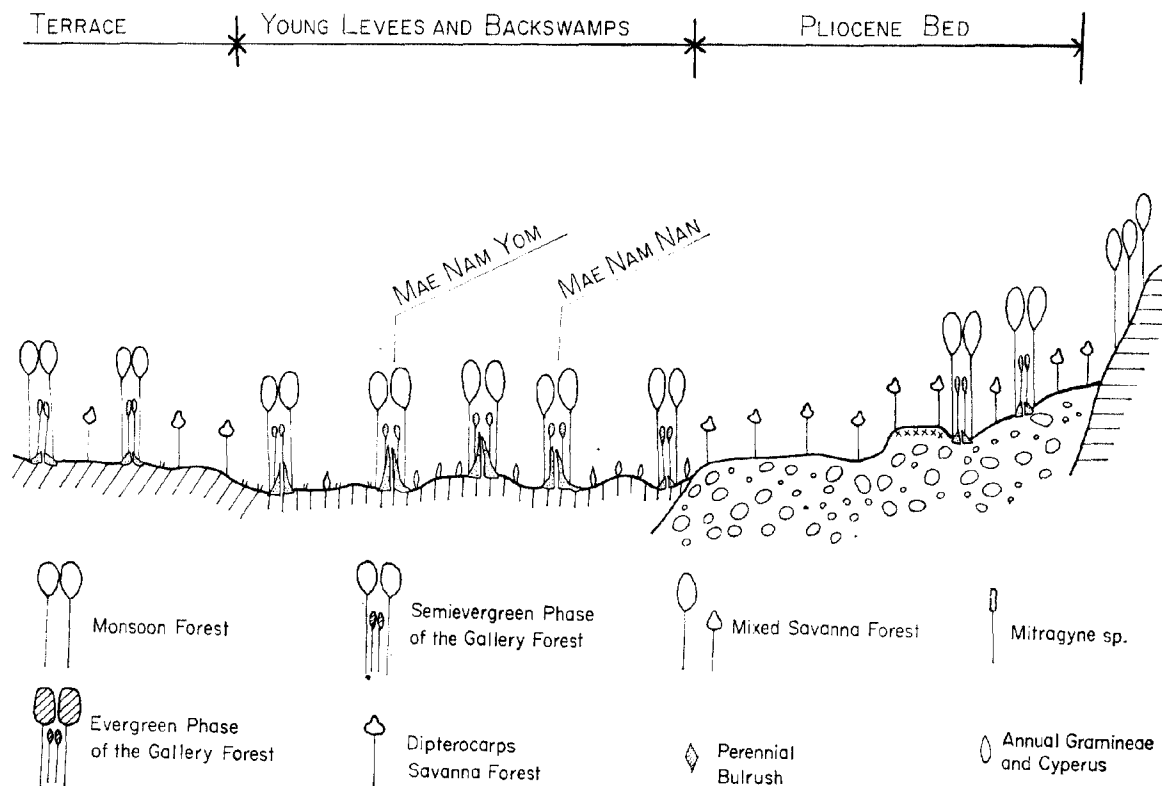 TERRACE
YOUNG LEVEES AND BACKSWAMPS
PLIOCENE BED
MAE NAM YOM
MAE NAM NAN
Monsoon Forest
Semievergreen Phase
of the Gallery Forest
Mixed Savanna Forest
Mitragyne sp.
Evergreen Phase
of the Gallery Forest
Dipterocarps
Savanna Forest
Perennial
Bulrush
Annual Gramineae
and Cyperus